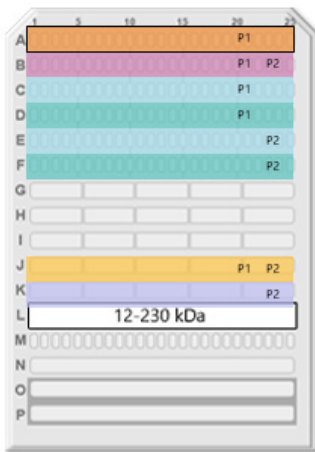 1 5 10 15 20 25
A P1
B P1 P2
C P1
D P1
E P2
F P2
G
H
I
J P1 P2
K P2
L 12-230 kDa
M
N
O
P